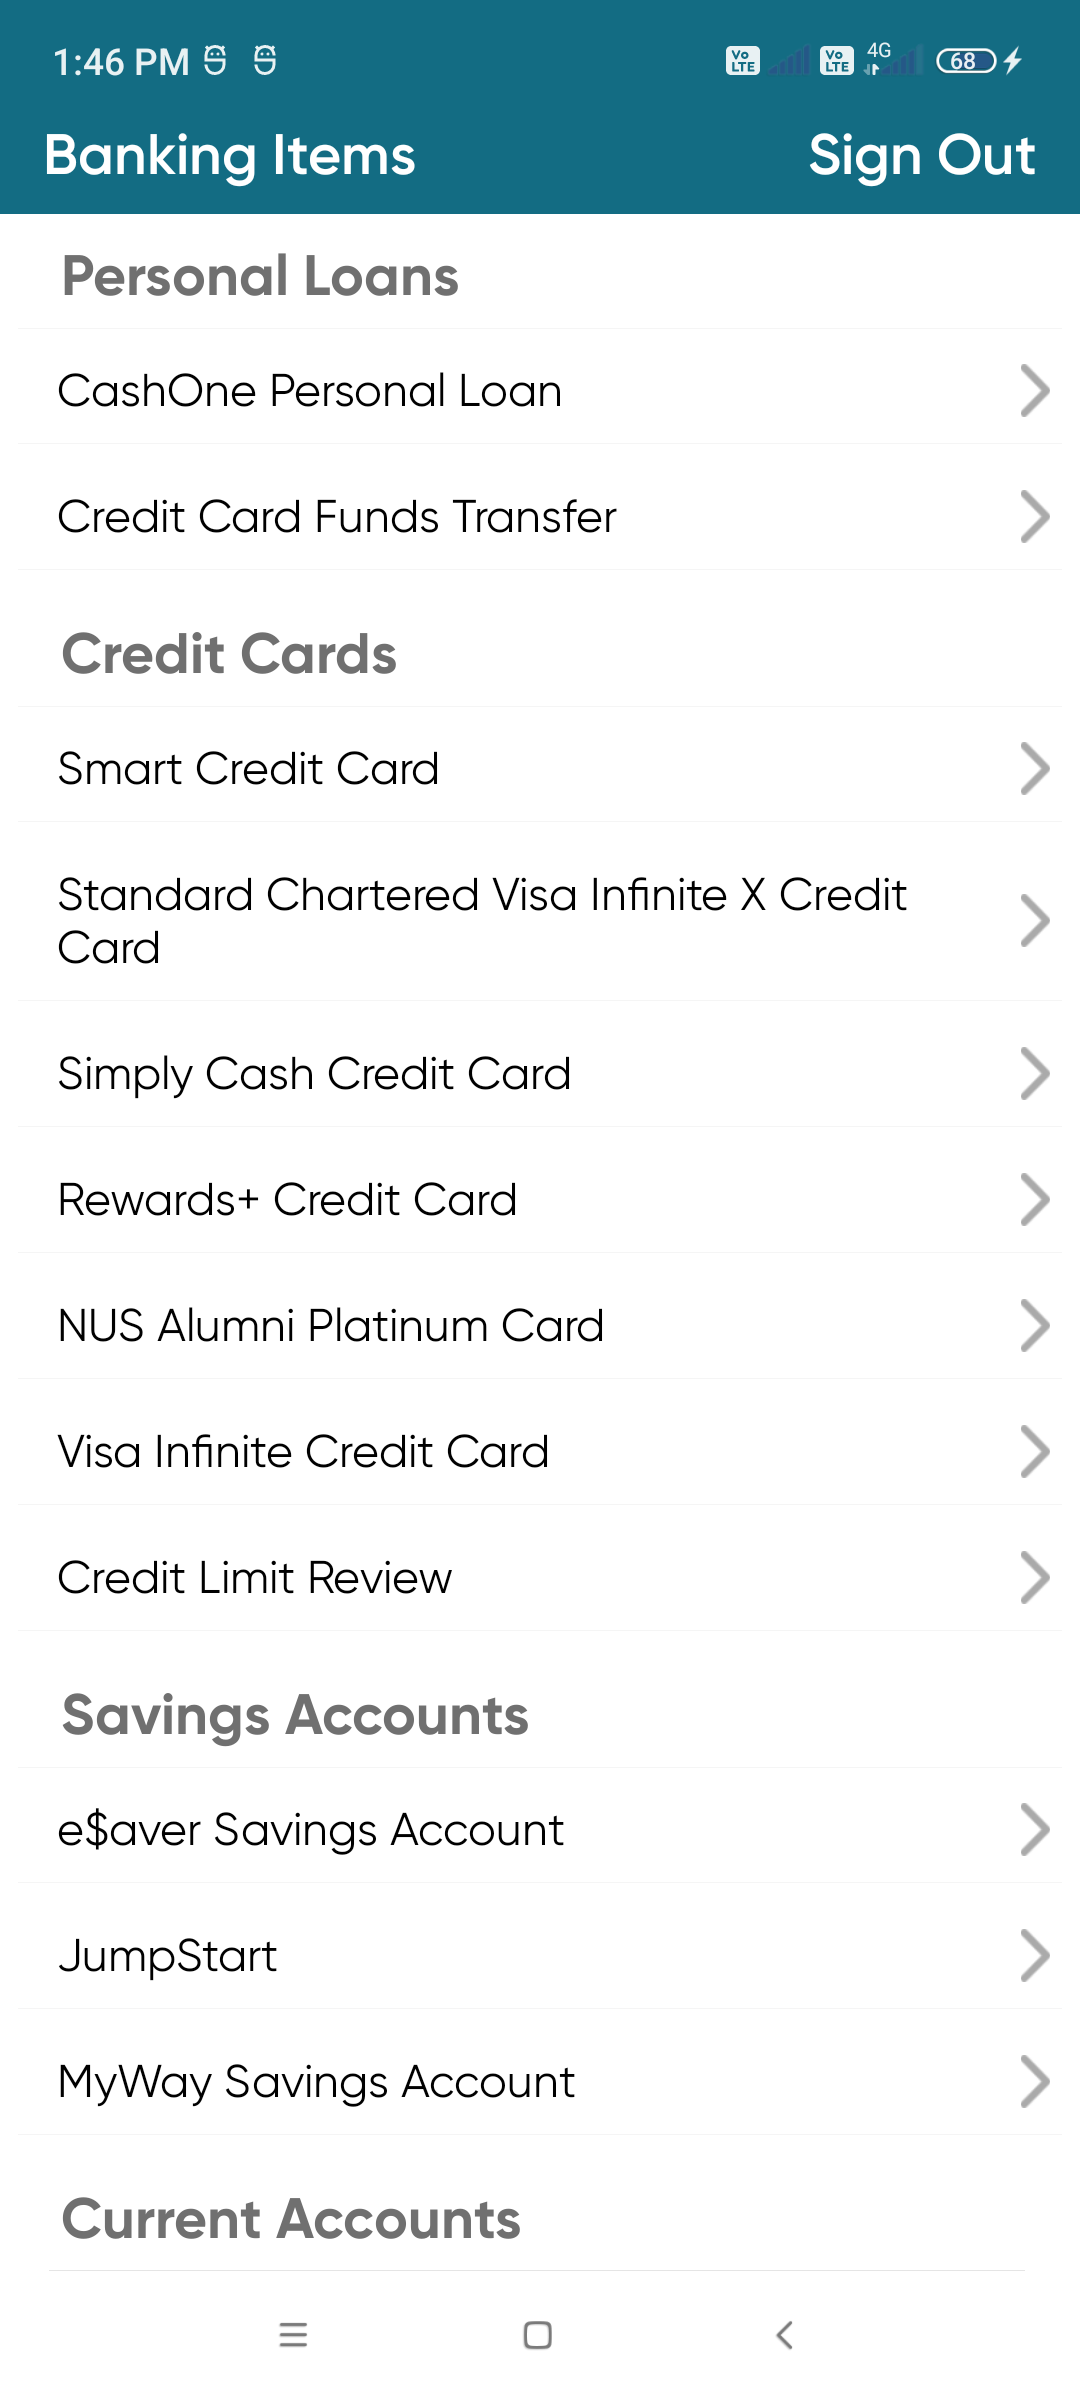 1:46 PM
Vo LTE
Vo LTE
4G
68
Banking Items
Sign Out
Personal Loans
CashOne Personal Loan
Credit Card Funds Transfer
Credit Cards
Smart Credit Card
Standard Chartered Visa Infinite X Credit
Card
Simply Cash Credit Card
Rewards+ Credit Card
NUS Alumni Platinum Card
Visa Infinite Credit Card
Credit Limit Review
Savings Accounts
e$aver Savings Account
JumpStart
MyWay Savings Account
Current Accounts